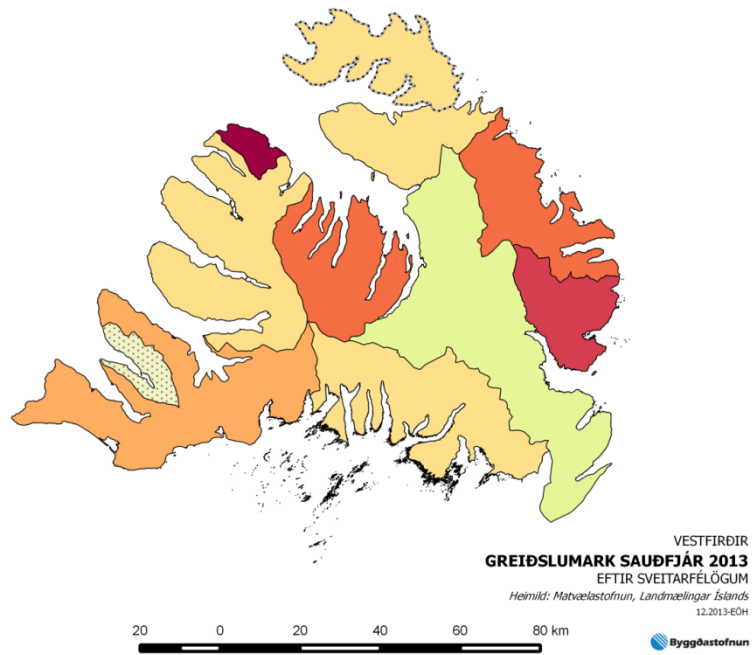 VESTFIRÐIR
GREIÐSLUMARK SAUÐFJÁR 2013
EFTIR SVEITARFÉLÖGUM
Heimild: Matvælastofnun, Landmælingar Íslands
12.2013-EÖH
20 0 20 40 60 80 km
Byggðastofnun